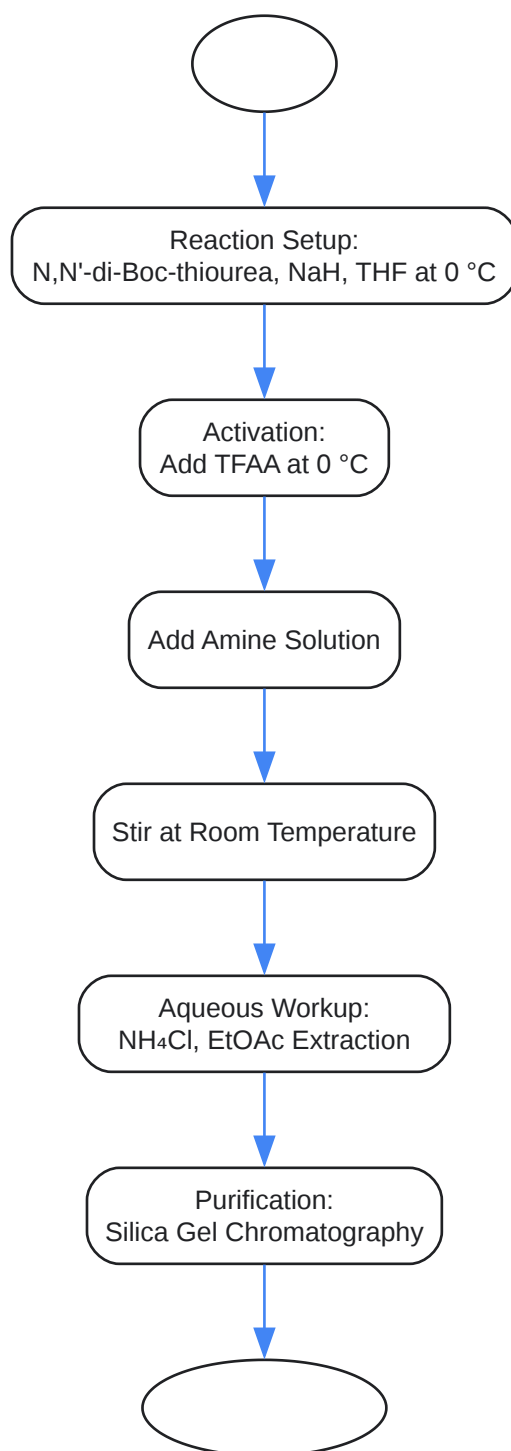 Reaction Setup:
N,N'-di-Boc-thiourea, NaH, THF at 0 °C
Activation:
Add TFAA at 0 °C
Add Amine Solution
Stir at Room Temperature
Aqueous Workup:
NH₄Cl, EtOAc Extraction
Purification:
Silica Gel Chromatography